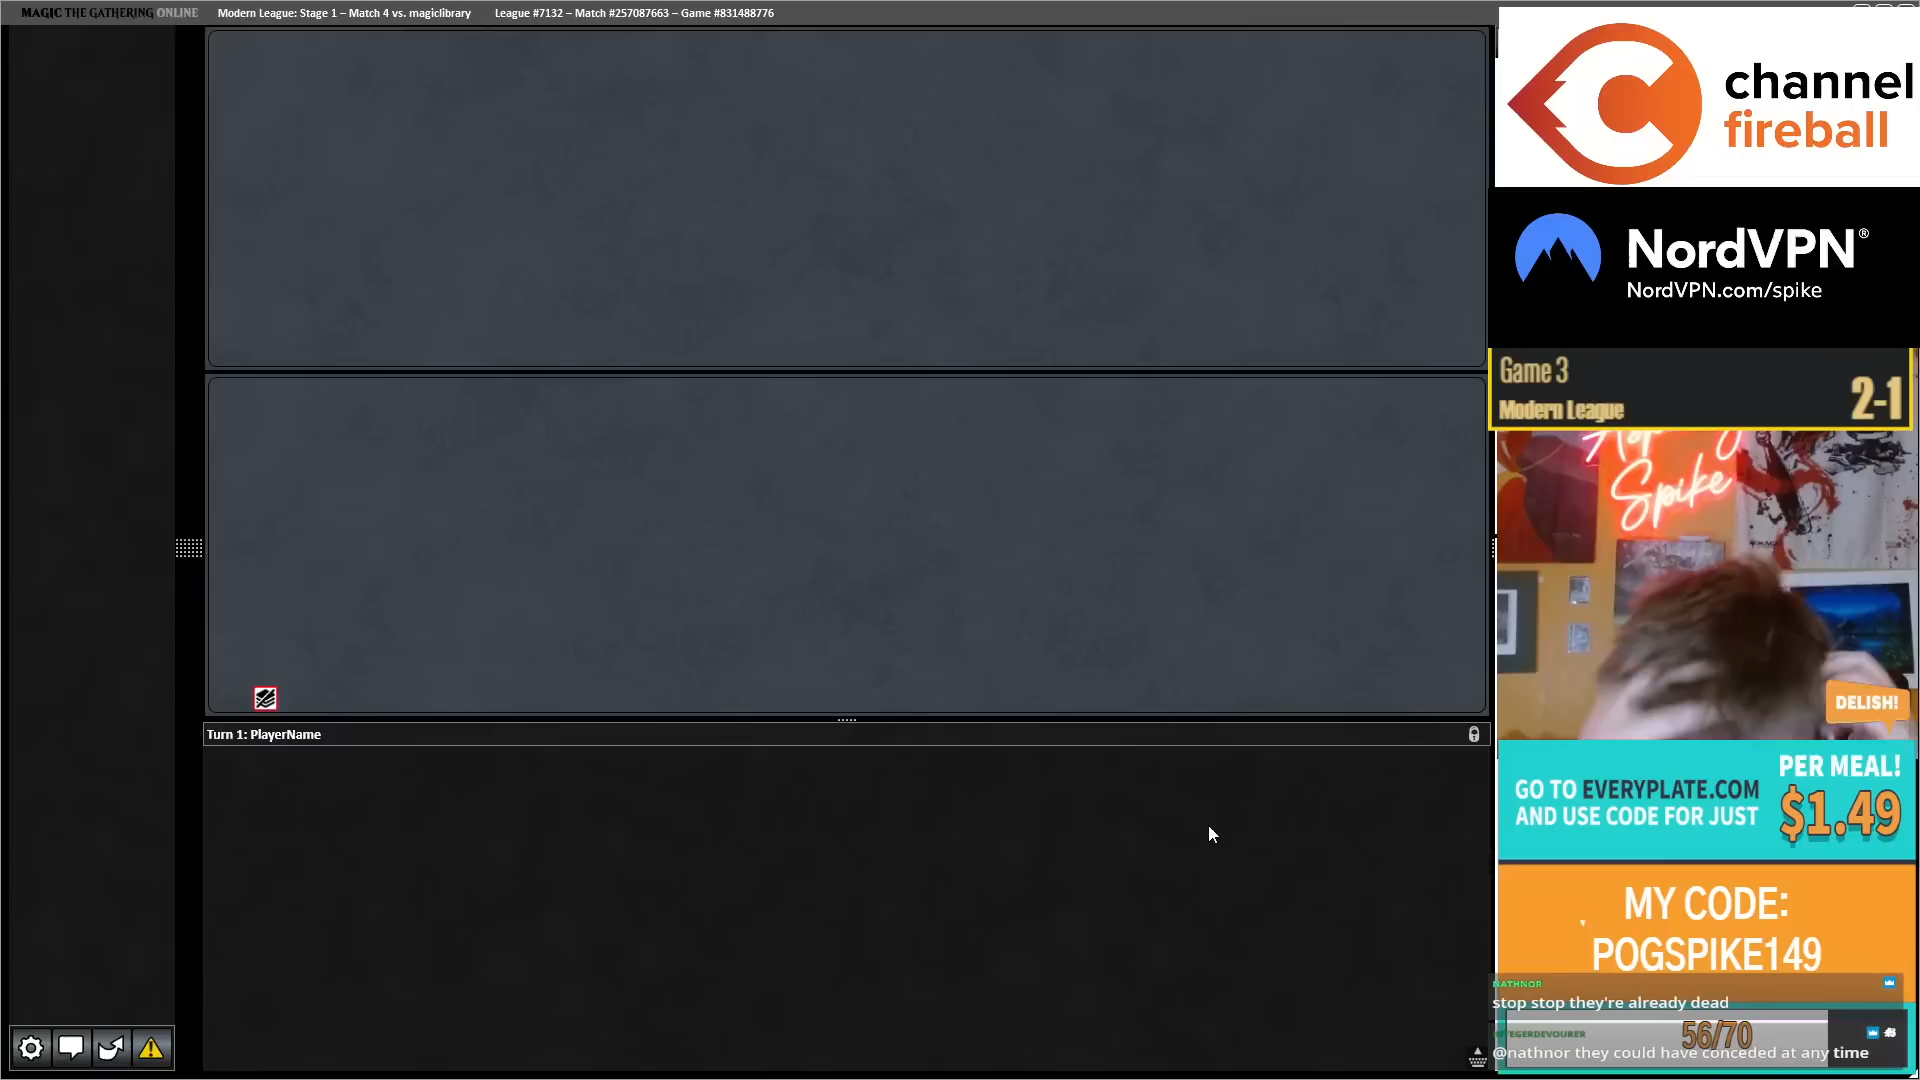 MAGIC THE GATHERING ONLINE
Modern League: Stage 1 – Match 4 vs. magiclibrary
League #7132 – Match #257087663 – Game #831488776
channel
fireball
NordVPN®
NordVPN.com/spike
Game 3
Modern League
2-1
Spike
DELISH!
Turn 1: PlayerName
PER MEAL!
$1.49
GO TO EVERYPLATE.COM
AND USE CODE FOR JUST
MY CODE:
POGSPIKE149
NATHNOR
stop stop they're already dead
56/70
@nathnor they could have conceded at any time